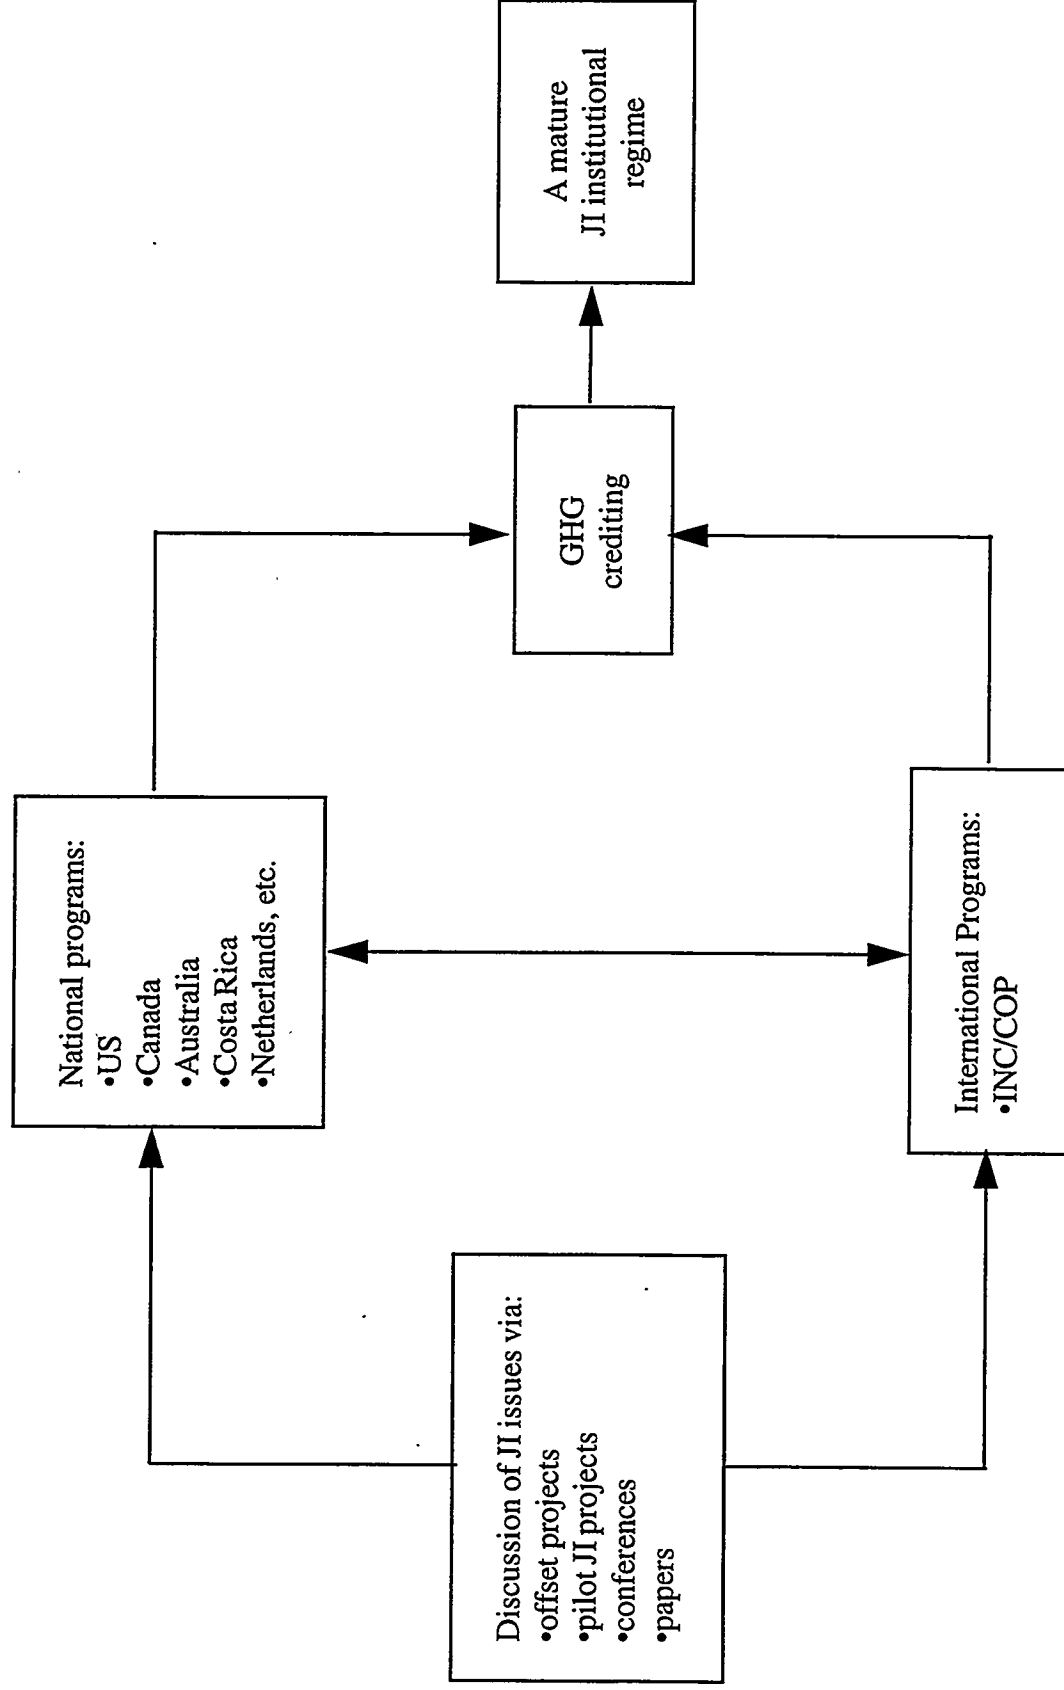 Discussion of JI issues via:
•offset projects
•pilot JI projects
•conferences
•papers
National programs:
•US
•Canada
•Australia
•Costa Rica
•Netherlands, etc.
International Programs:
•INC/COP
GHG
crediting
A mature
JI institutional
regime